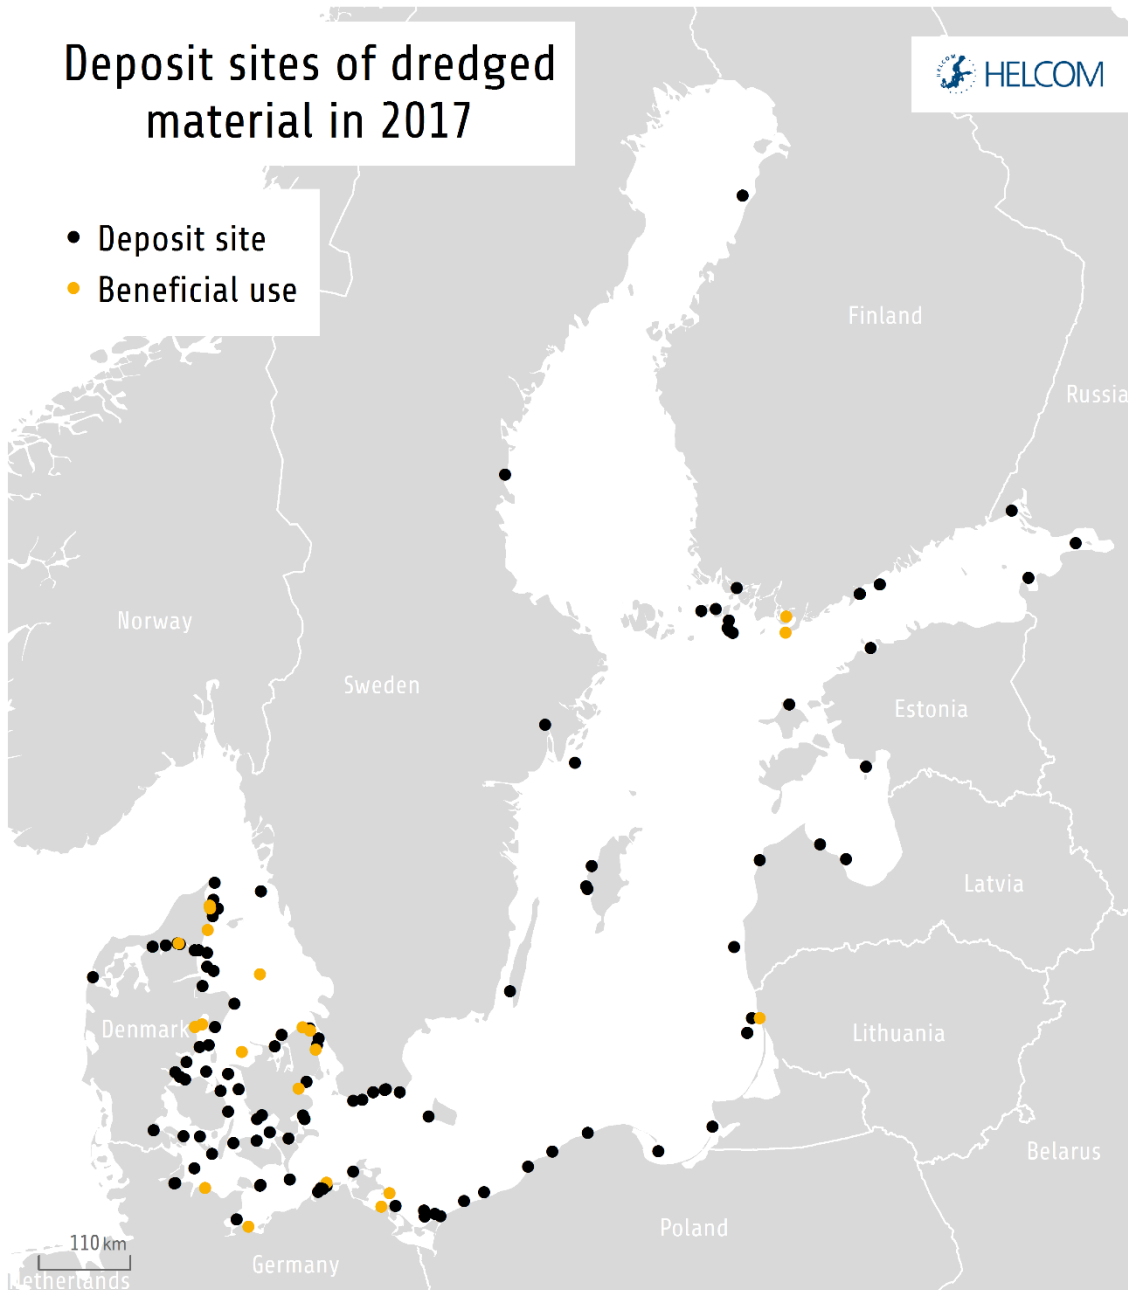 Deposit sites of dredged
material in 2017
HELCOM
HELCOM
Deposit site
Beneficial use
Finland
Russia
Norway
Sweden
Estonia
Latvia
Denmark
Lithuania
Belarus
Poland
110 km
Germany
Netherlands